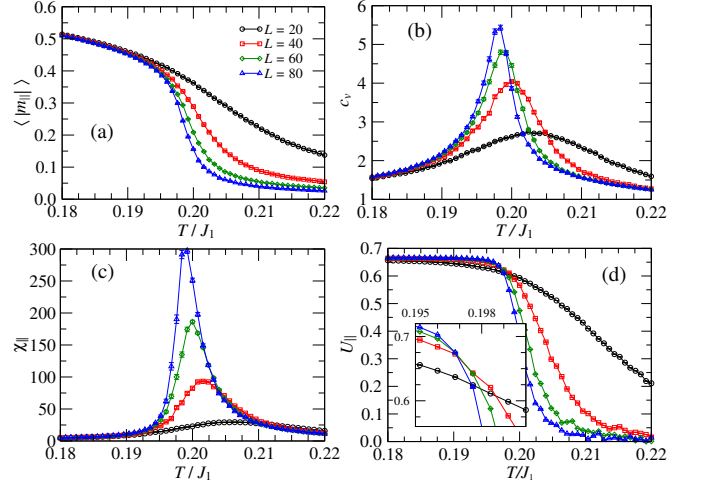 0.6
0.5
0.4
0.3
0.2
0.1
0.0
⟨ |m||| ⟩
L = 20
L = 40
L = 60
L = 80
(a)
0.18 0.19 0.20 0.21 0.22
T / J1
6
5
4
3
2
1
cv
(b)
0.18 0.19 0.20 0.21 0.22
T / J1
300
250
200
150
100
50
0
χ||
(c)
0.18 0.19 0.20 0.21 0.22
T / J1
0.7
0.6
0.5
0.4
0.3
0.2
0.1
0.0
U||
(d)
0.195 0.198
0.7
0.6
0.18 0.19 0.20 0.21 0.22
T/J1